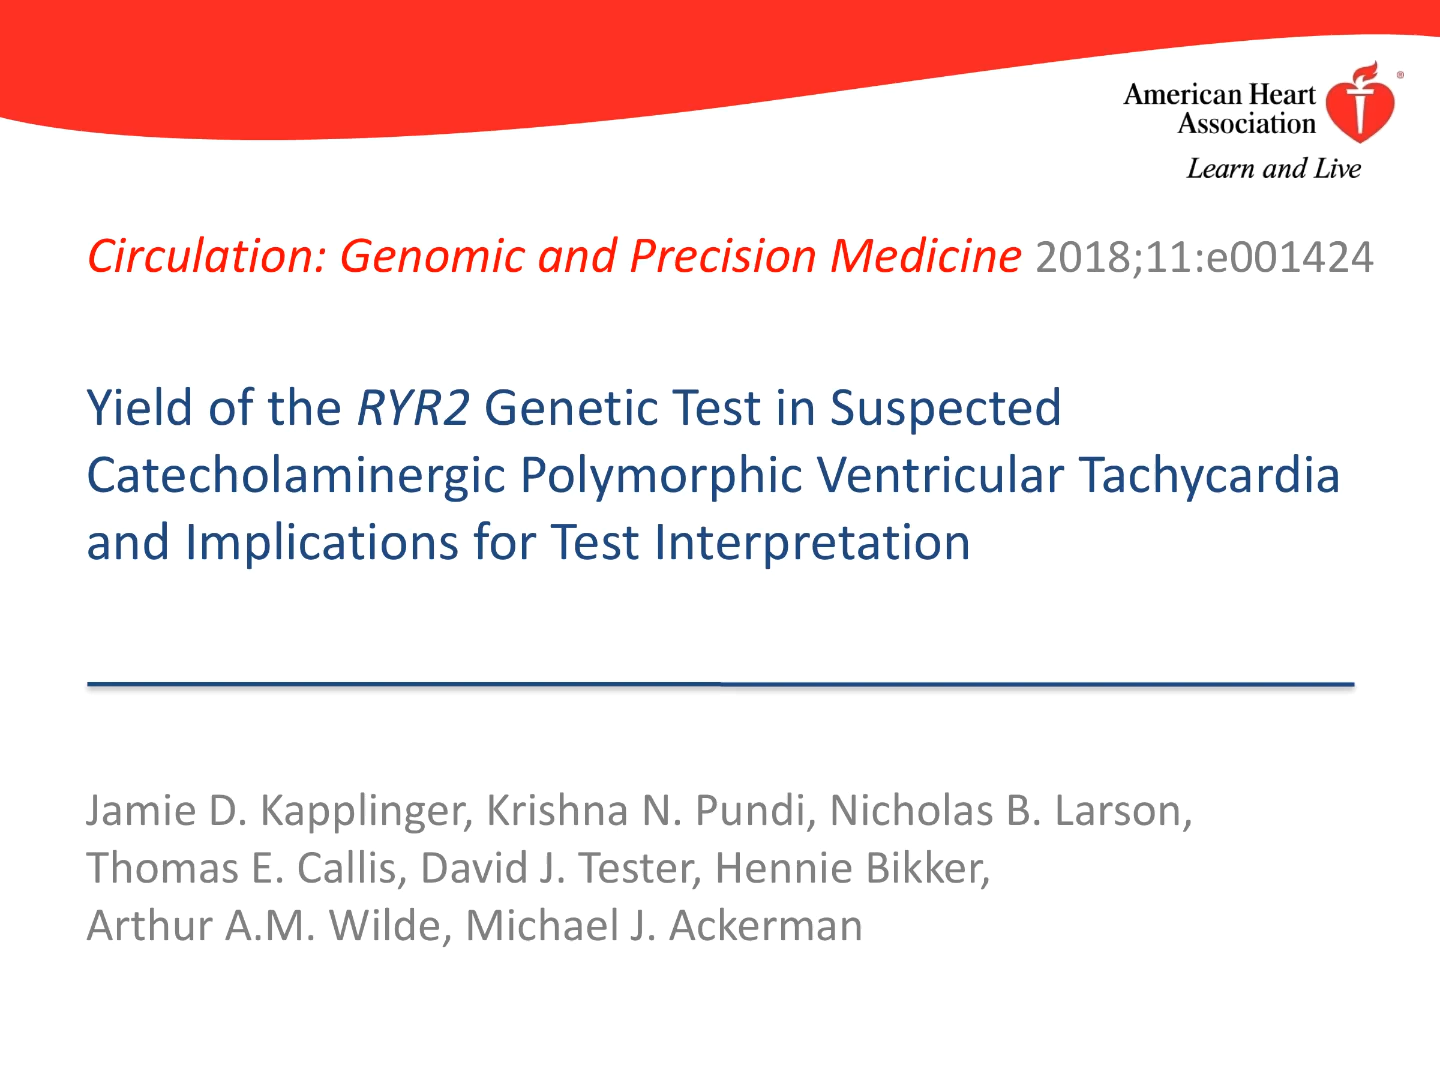 American Heart
Association
®
Learn and Live
Circulation: Genomic and Precision Medicine 2018;11:e001424
Yield of the RYR2 Genetic Test in Suspected
Catecholaminergic Polymorphic Ventricular Tachycardia
and Implications for Test Interpretation
Jamie D. Kapplinger, Krishna N. Pundi, Nicholas B. Larson,
Thomas E. Callis, David J. Tester, Hennie Bikker,
Arthur A.M. Wilde, Michael J. Ackerman